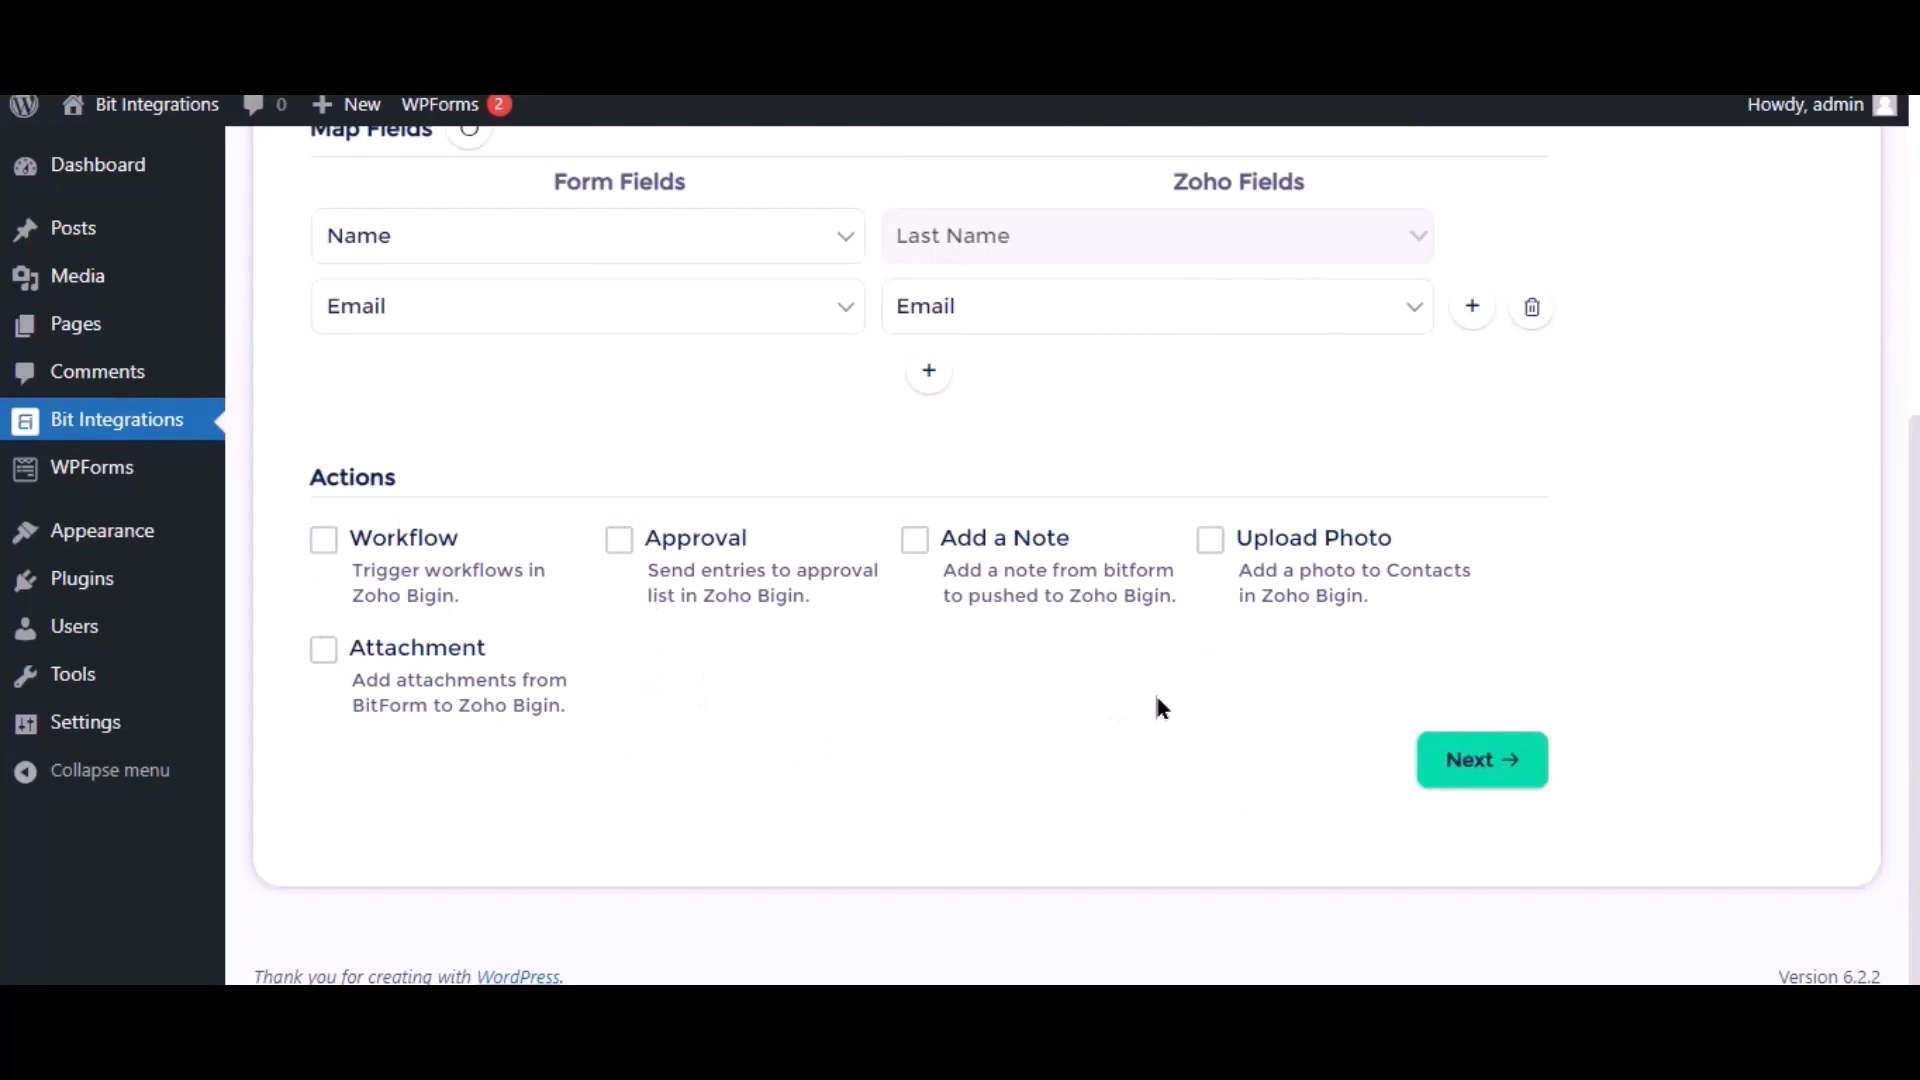 Bit Integrations 0 New WPForms 2 Howdy, admin
Dashboard
Posts
Media
Pages
Comments
Bit Integrations
WPForms
Appearance
Plugins
Users
Tools
Settings
Collapse menu
Map Fields
Form Fields Zoho Fields
Name Last Name
Email Email +
+
Actions
Workflow
Trigger workflows in
Zoho Bigin.
Approval
Send entries to approval
list in Zoho Bigin.
Add a Note
Add a note from bitform
to pushed to Zoho Bigin.
Upload Photo
Add a photo to Contacts
in Zoho Bigin.
Attachment
Add attachments from
BitForm to Zoho Bigin.
Next →
Thank you for creating with WordPress. Version 6.2.2